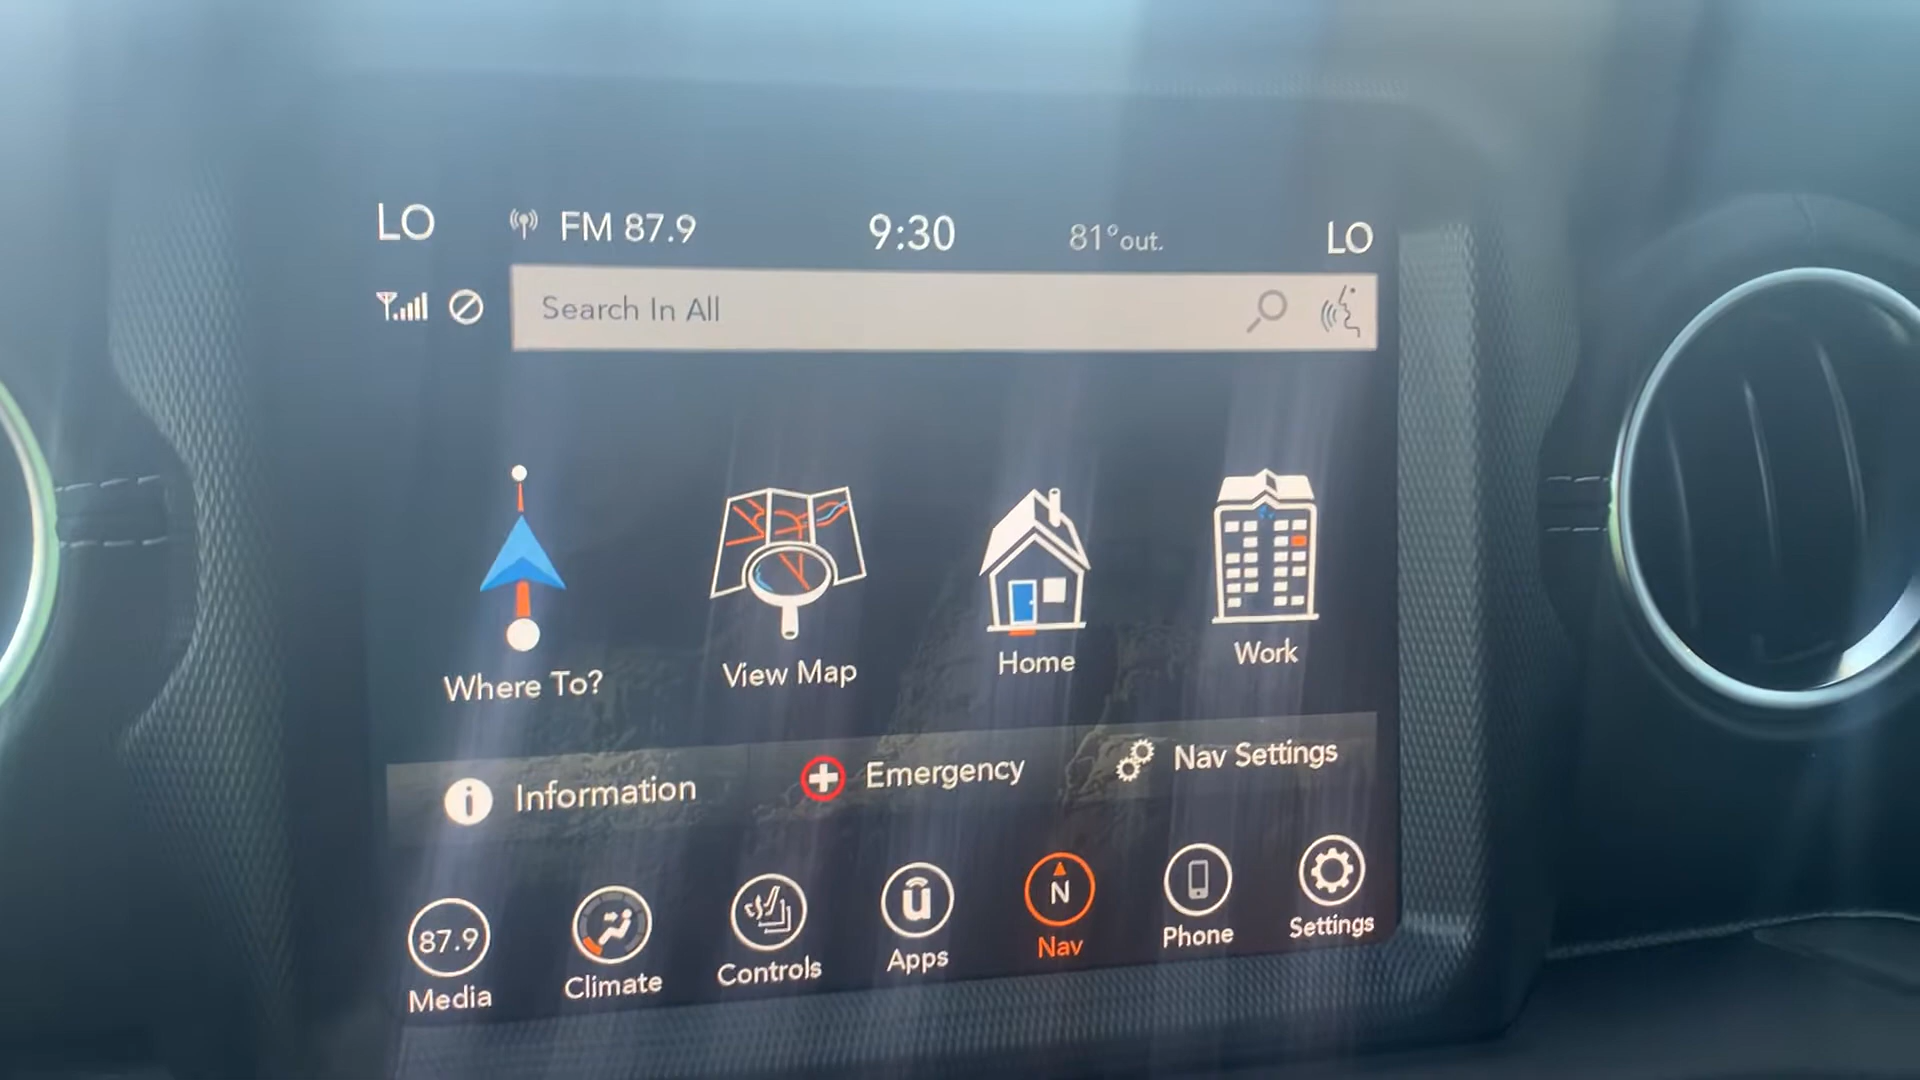 LO FM 87.9 9:30 81° out. LO
Search In All
Where To? View Map Home Work
Information Emergency Nav Settings
87.9 u N
Media Climate Controls Apps Nav Phone Settings